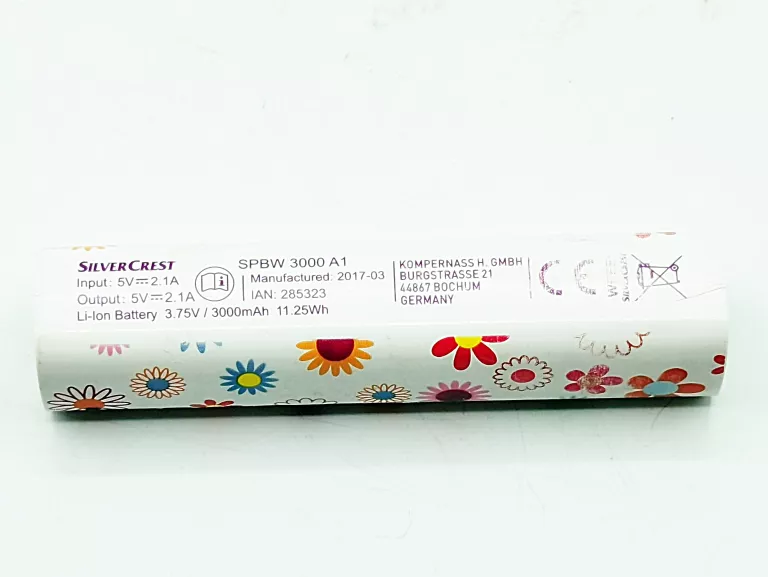 SILVERCREST
Input: 5V⎓2.1A
Output: 5V⎓2.1A
Li-Ion Battery 3.75V / 3000mAh 11.25Wh
SPBW 3000 A1
Manufactured: 2017-03
IAN: 285323
KOMPERNASS H. GMBH
BURGSTRASSE 21
44867 BOCHUM
GERMANY
CE